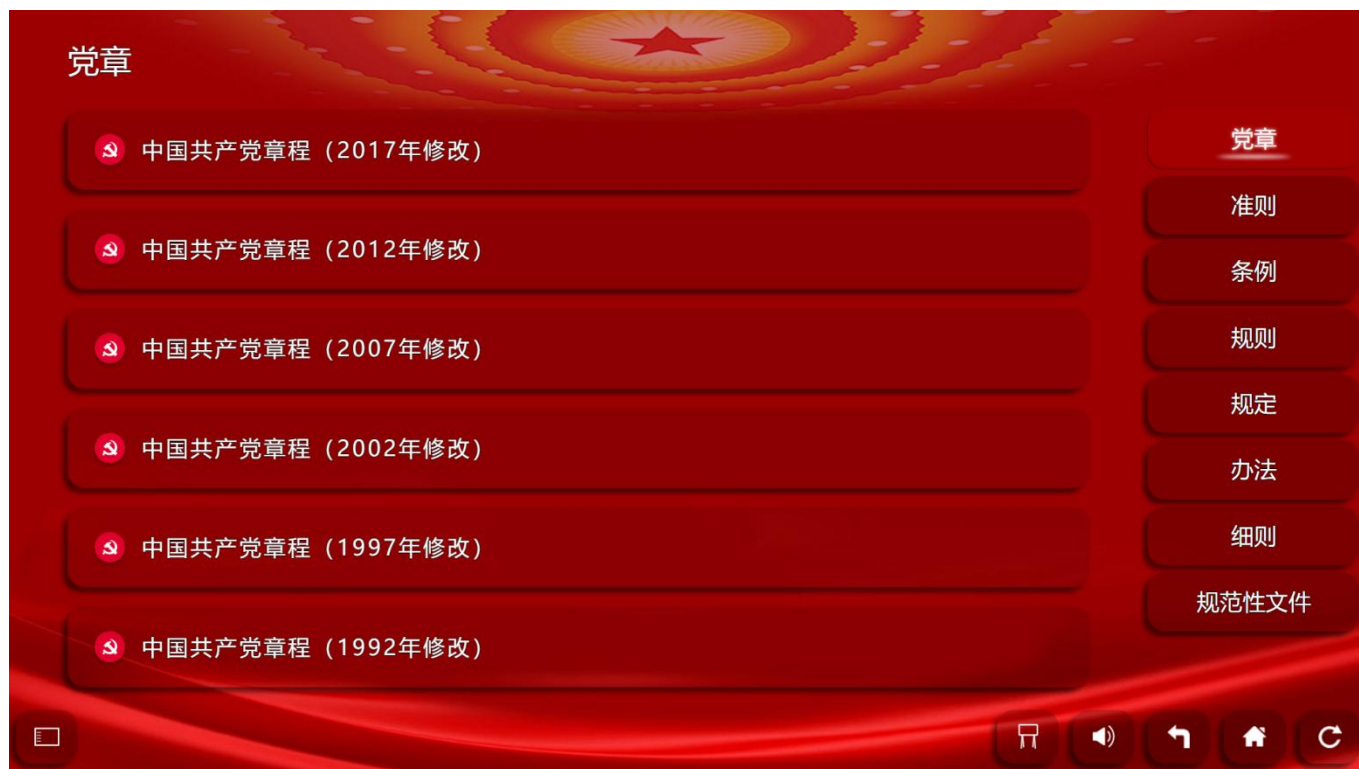 党章
中国共产党章程（2017年修改）
中国共产党章程（2012年修改）
中国共产党章程（2007年修改）
中国共产党章程（2002年修改）
中国共产党章程（1997年修改）
中国共产党章程（1992年修改）
党章
准则
条例
规则
规定
办法
细则
规范性文件